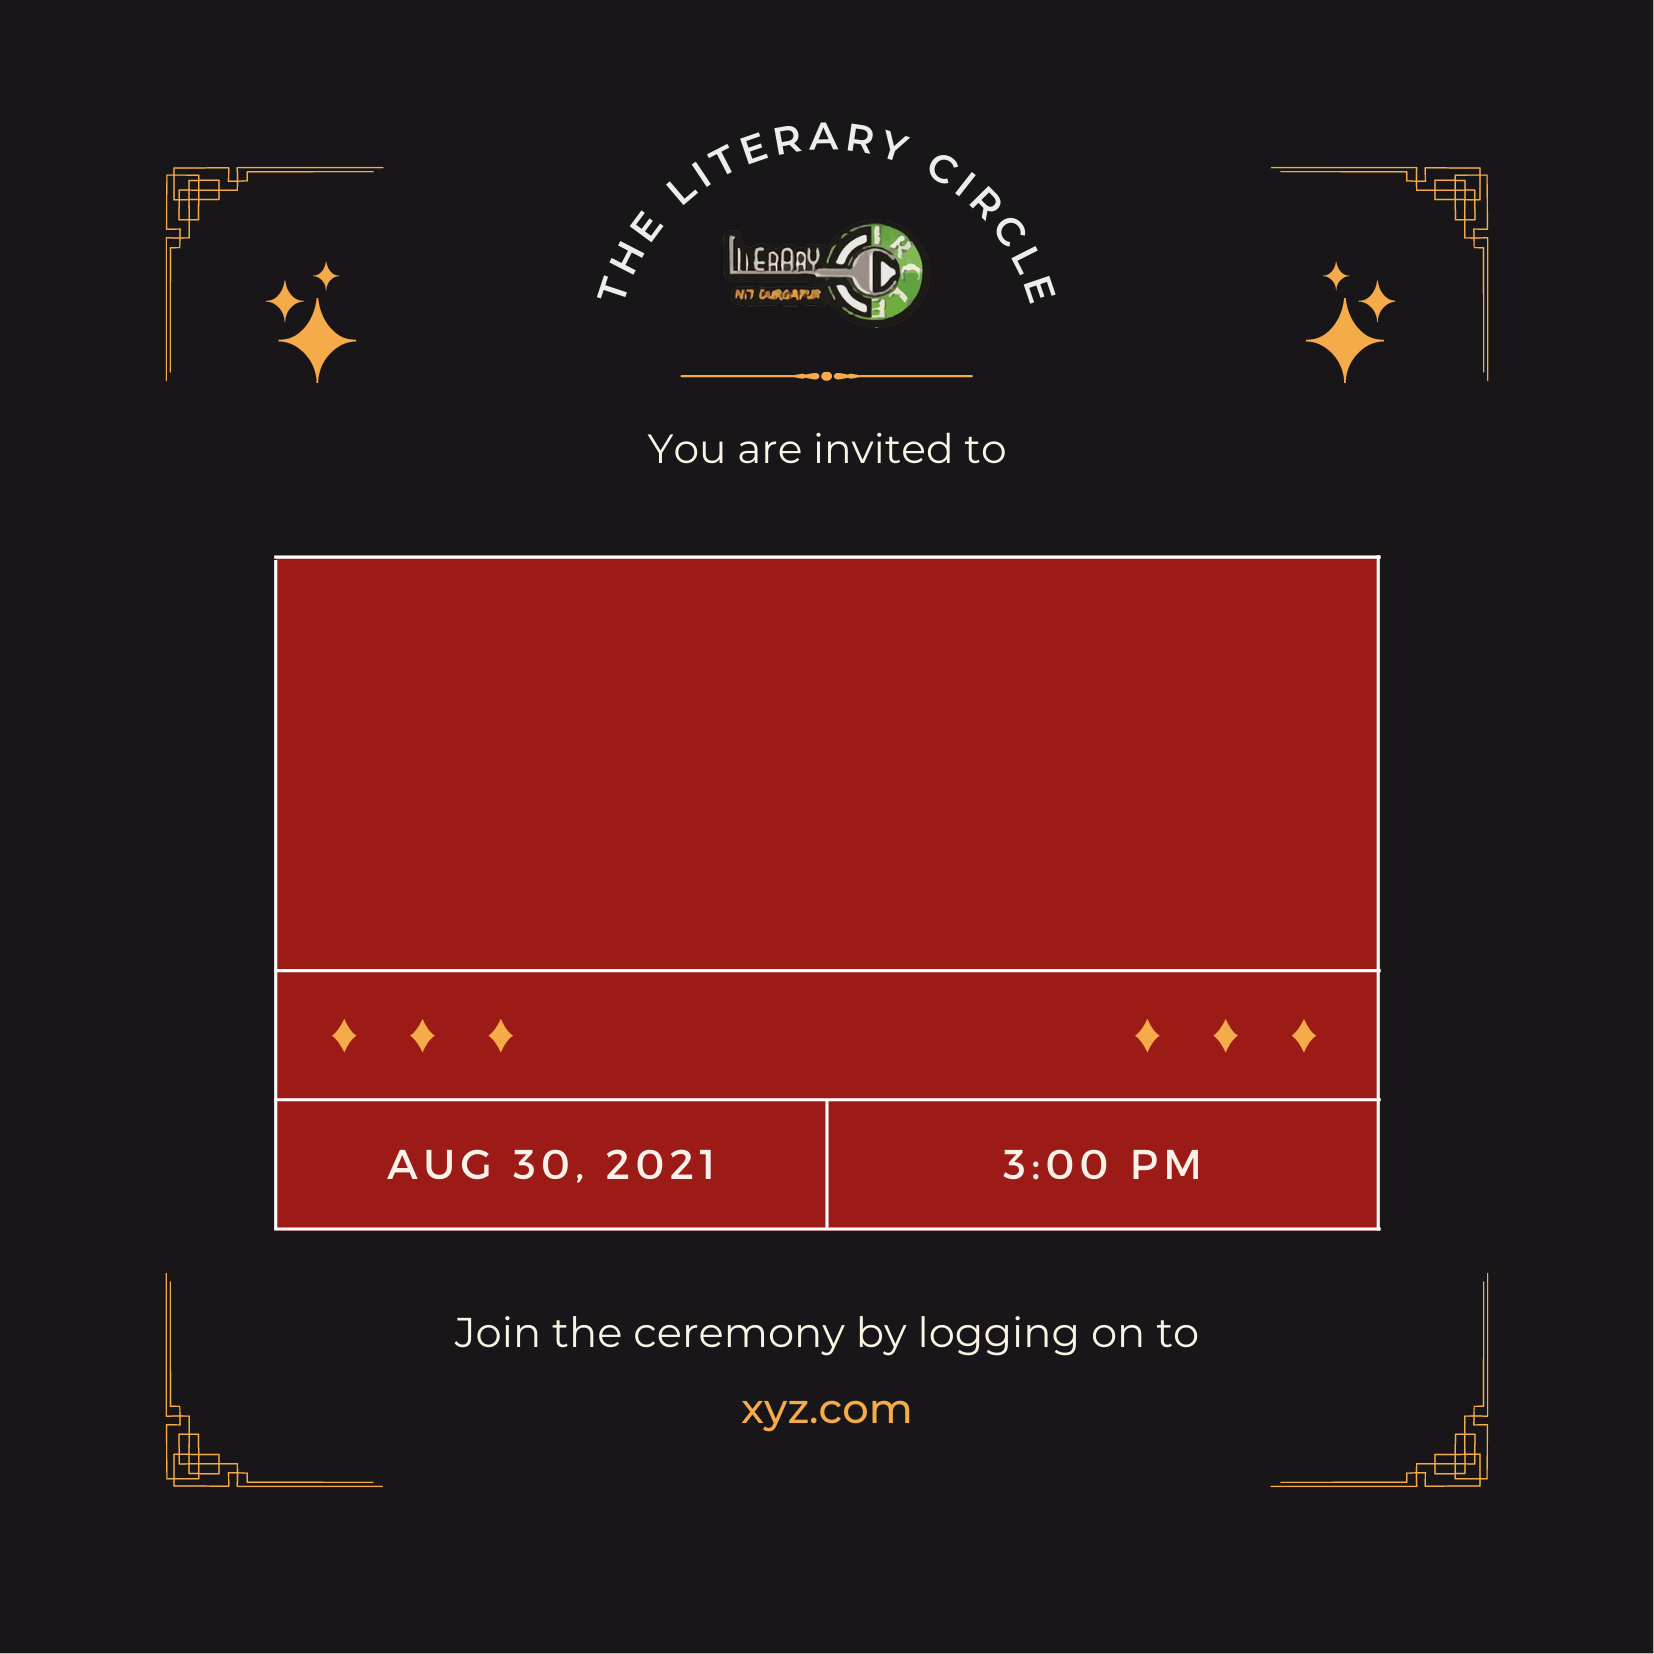 THE LITERARY CIRCLE
LITERARY
CIRCLE
NIT DURGAPUR
You are invited to
AUG 30, 2021
3:00 PM
Join the ceremony by logging on to
xyz.com